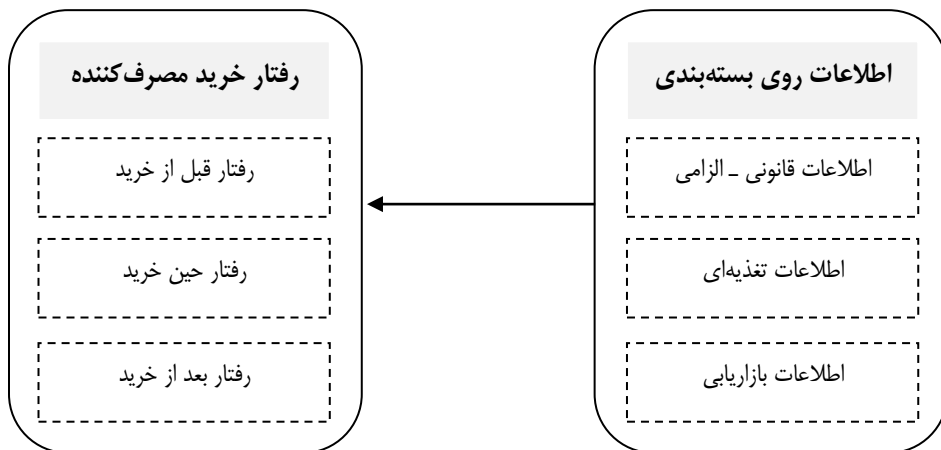 اطلاعات روی بسته‌بندی
اطلاعات قانونی ـ الزامی
اطلاعات تغذیه‌ای
اطلاعات بازاریابی
رفتار خرید مصرف‌کننده
رفتار قبل از خرید
رفتار حین خرید
رفتار بعد از خرید